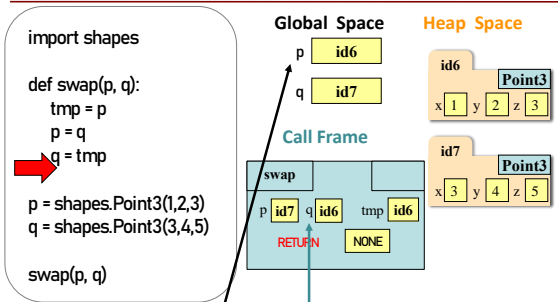 import shapes
def swap(p, q):
tmp = p
p = q
q = tmp
p = shapes.Point3(1,2,3)
q = shapes.Point3(3,4,5)
swap(p, q)
Global Space
p id6
q id7
Call Frame
swap
p id7 q id6 tmp id6
RETURN NONE
Heap Space
id6
Point3
x 1 y 2 z 3
id7
Point3
x 3 y 4 z 5